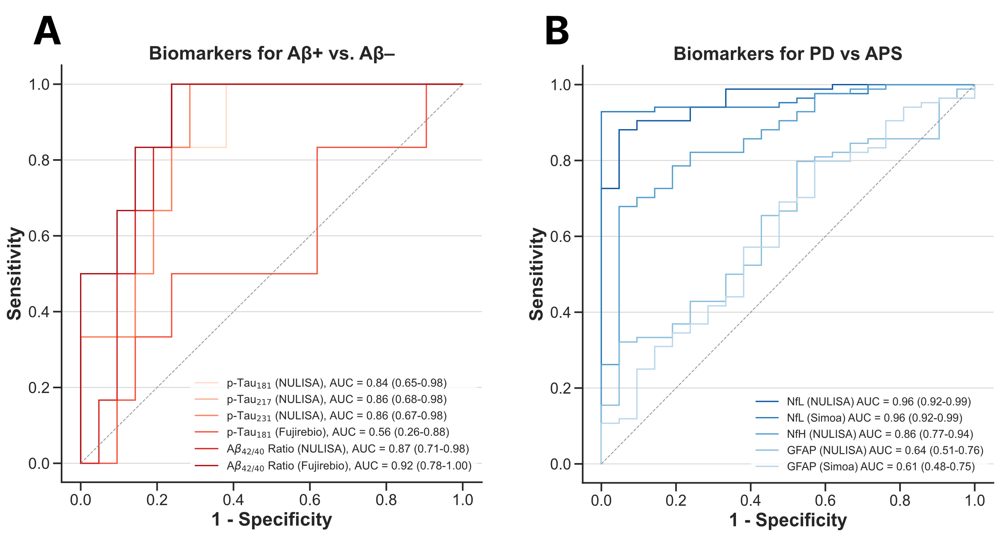 A
Biomarkers for Aβ+ vs. Aβ–
Sensitivity
1.0
0.8
0.6
0.4
0.2
0.0
p-Tau181 (NULISA), AUC = 0.84 (0.65-0.98)
p-Tau217 (NULISA), AUC = 0.86 (0.68-0.98)
p-Tau231 (NULISA), AUC = 0.86 (0.67-0.98)
p-Tau181 (Fujirebio), AUC = 0.56 (0.26-0.88)
Aβ42/40 Ratio (NULISA), AUC = 0.87 (0.71-0.98)
Aβ42/40 Ratio (Fujirebio), AUC = 0.92 (0.78-1.00)
0.0 0.2 0.4 0.6 0.8 1.0
1 - Specificity
B
Biomarkers for PD vs APS
Sensitivity
1.0
0.8
0.6
0.4
0.2
0.0
NfL (NULISA) AUC = 0.96 (0.92-0.99)
NfL (Simoa) AUC = 0.96 (0.92-0.99)
NfH (NULISA) AUC = 0.86 (0.77-0.94)
GFAP (NULISA) AUC = 0.64 (0.51-0.76)
GFAP (Simoa) AUC = 0.61 (0.48-0.75)
0.0 0.2 0.4 0.6 0.8 1.0
1 - Specificity